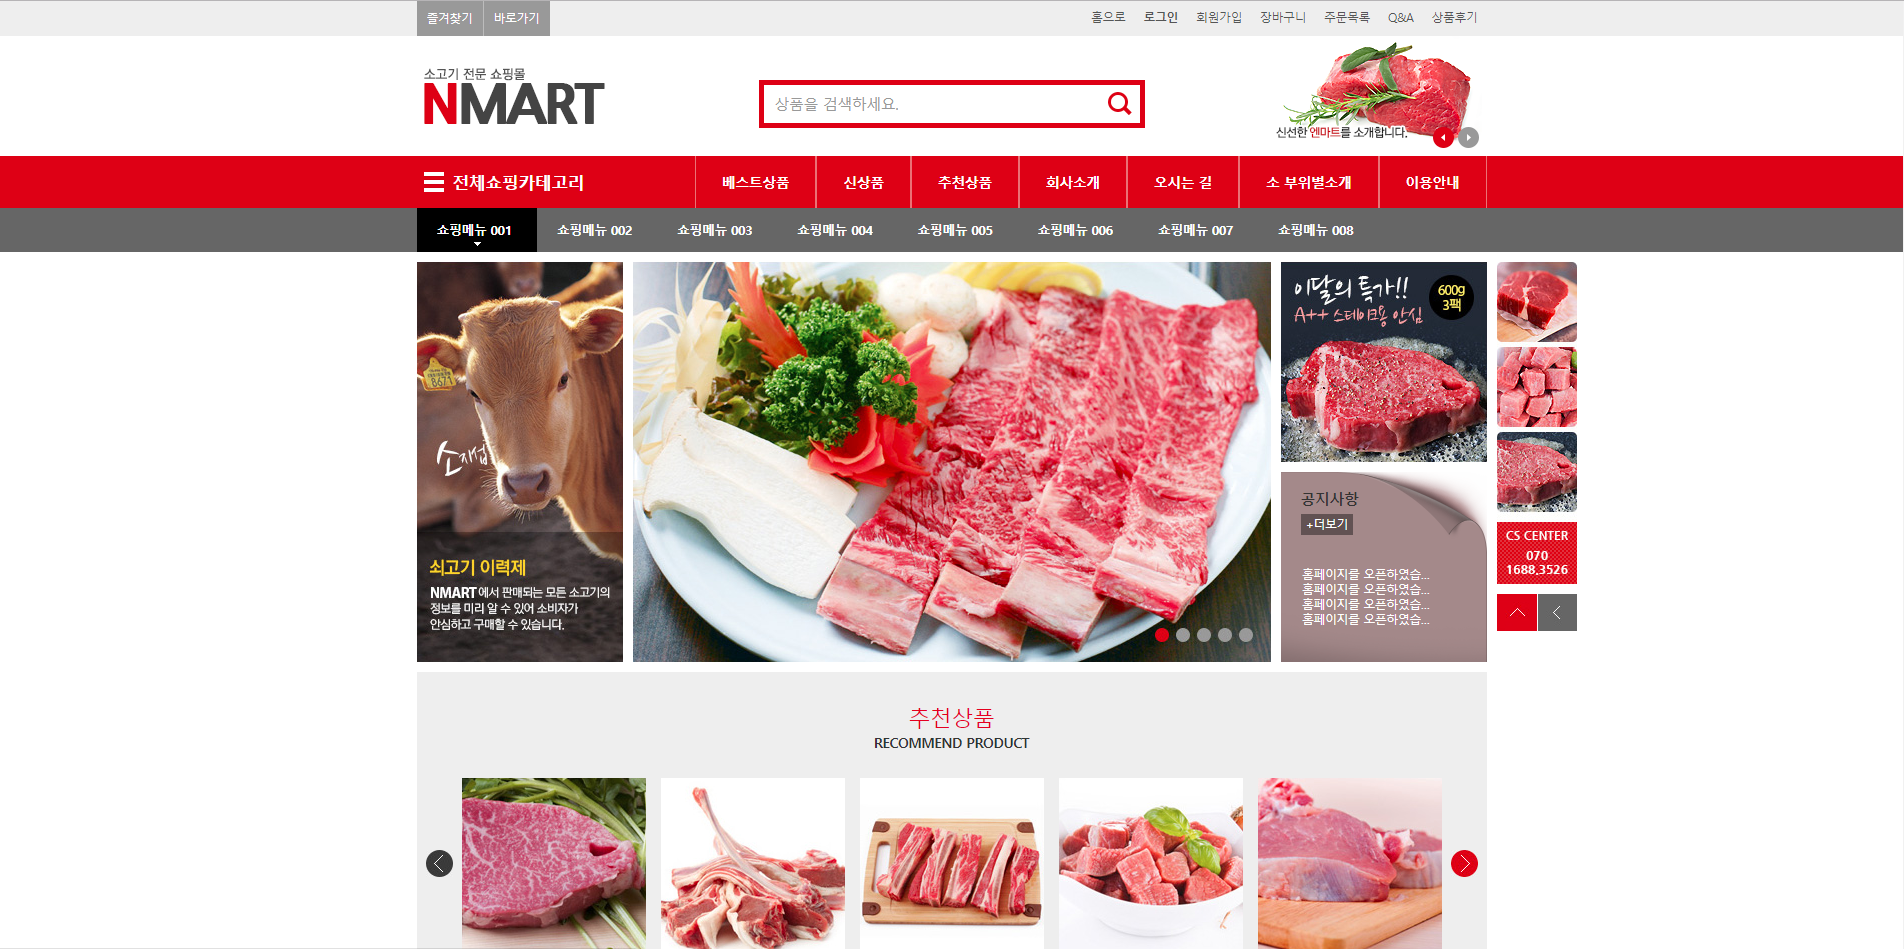 즐겨찾기
바로가기
홈으로
로그인
회원가입
장바구니
주문목록
Q&A
상품후기
소고기 전문 쇼핑몰
NMART
상품을 검색하세요.
신선한 엔마트를 소개합니다.
전체쇼핑카테고리
베스트상품
신상품
추천상품
회사소개
오시는 길
소 부위별소개
이용안내
쇼핑메뉴 001
쇼핑메뉴 002
쇼핑메뉴 003
쇼핑메뉴 004
쇼핑메뉴 005
쇼핑메뉴 006
쇼핑메뉴 007
쇼핑메뉴 008
8671
쇠고기 이력제
NMART에서 판매되는 모든 소고기의
정보를 미리 알 수 있어 소비자가
안심하고 구매할 수 있습니다.
이달의 특가!!
A++ 스테이크용 안심
600g
3팩
공지사항
+더보기
홈페이지를 오픈하였습...
홈페이지를 오픈하였습...
홈페이지를 오픈하였습...
홈페이지를 오픈하였습...
CS CENTER
070
1688.3526
추천상품
RECOMMEND PRODUCT